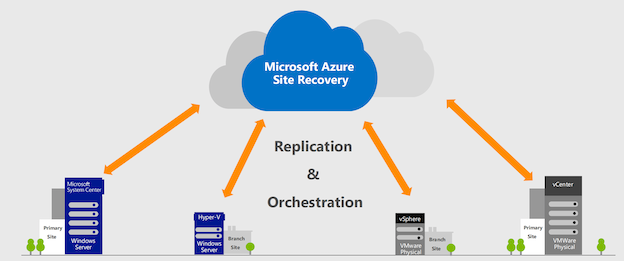 Microsoft Azure
Site Recovery
Replication
&
Orchestration
Microsoft
System Center
Primary
Site
Windows
Server
Hyper-V
Windows
Server
Branch
Site
vSphere
VMWare
Physical
Branch
Site
vCenter
Primary
Site
VMWare
Physical